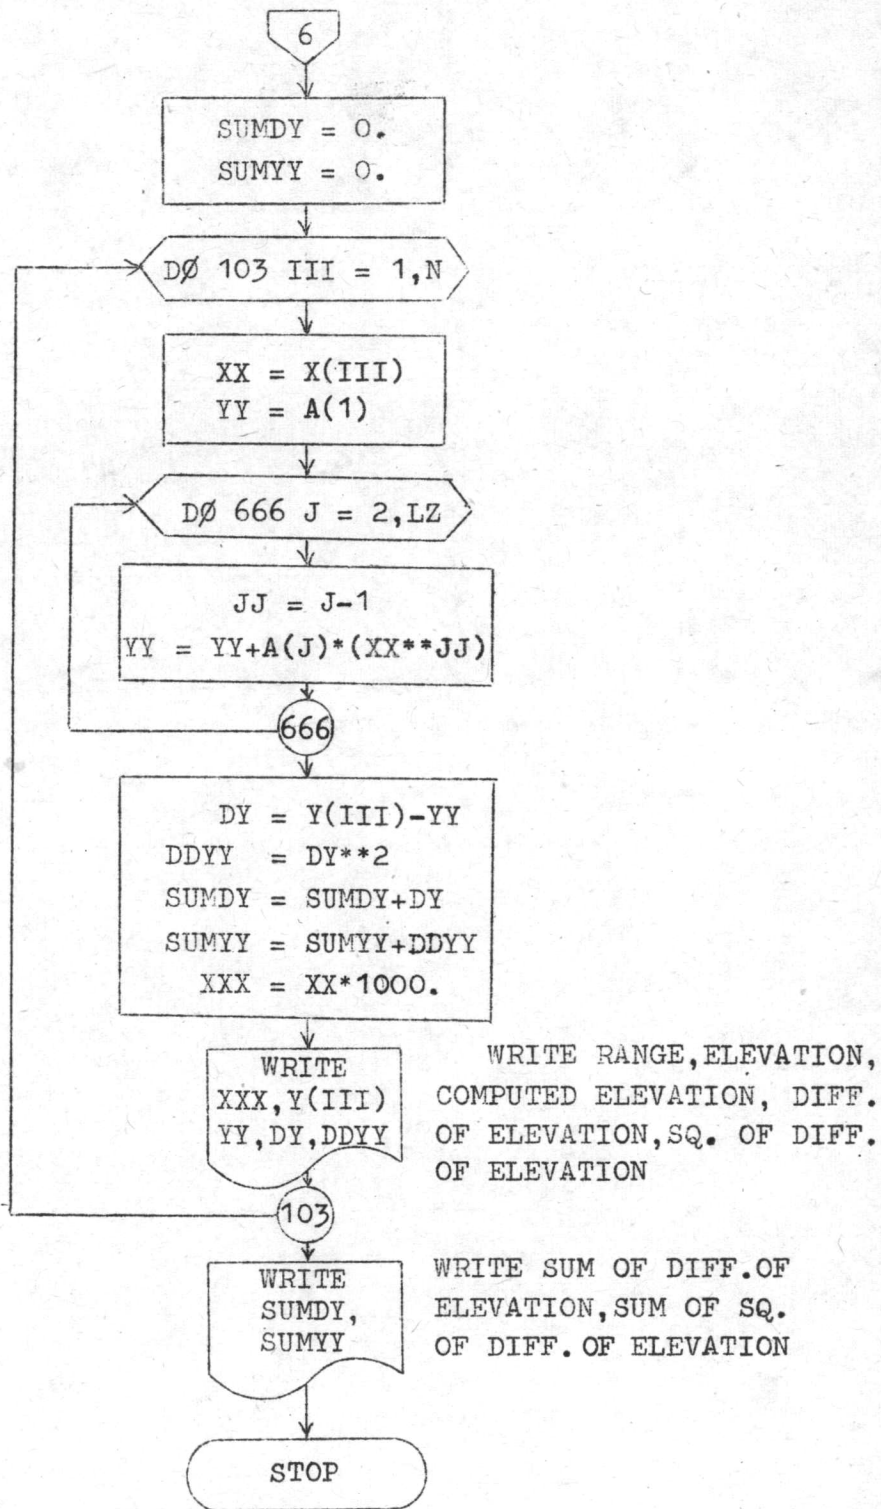 6
SUMDY = 0.
SUMYY = 0.
DØ 103 III = 1,N
XX = X(III)
YY = A(1)
DØ 666 J = 2,LZ
JJ = J-1
YY = YY+A(J)*(XX**JJ)
666
DY = Y(III)-YY
DDYY = DY**2
SUMDY = SUMDY+DY
SUMYY = SUMYY+DDYY
XXX = XX*1000.
WRITE
XXX,Y(III)
YY,DY,DDYY
WRITE RANGE,ELEVATION,
COMPUTED ELEVATION, DIFF.
OF ELEVATION,SQ. OF DIFF.
OF ELEVATION
103
WRITE
SUMDY,
SUMYY
WRITE SUM OF DIFF.OF
ELEVATION,SUM OF SQ.
OF DIFF. OF ELEVATION
STOP